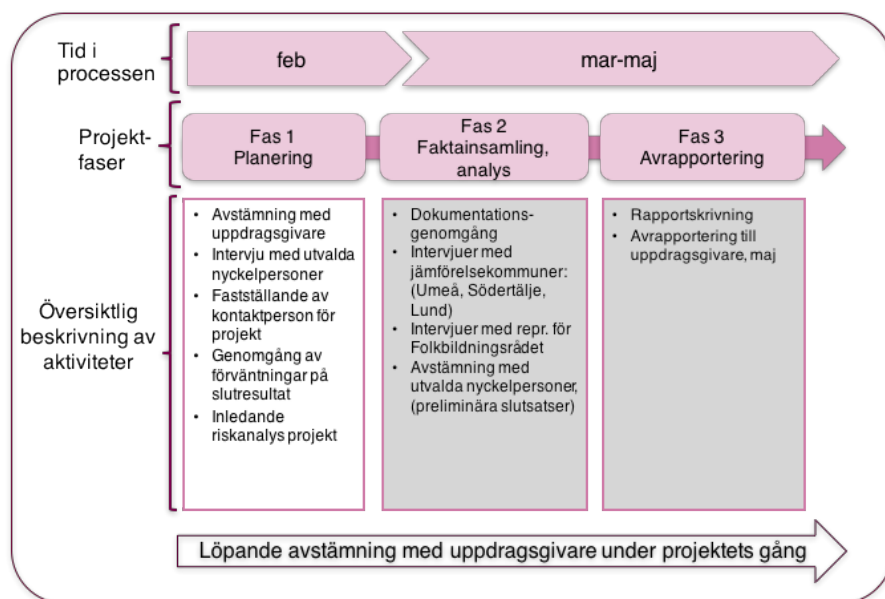 Tid i
processen
feb
mar-maj
Projekt-
faser
Fas 1
Planering
Fas 2
Faktainsamling,
analys
Fas 3
Avrapportering
Översiktlig
beskrivning av
aktiviteter
• Avstämning med
uppdragsgivare
• Intervju med utvalda
nyckelpersoner
• Fastställande av
kontaktperson för
projekt
• Genomgång av
förväntningar på
slutresultat
• Inledande
riskanalys projekt
• Dokumentations-
genomgång
• Intervjuer med
jämförelsekommuner:
(Umeå, Södertälje,
Lund)
• Intervjuer med repr. för
Folkbildningsrådet
• Avstämning med
utvalda nyckelpersoner,
(preliminära slutsatser)
• Rapportskrivning
• Avrapportering till
uppdragsgivare, maj
Löpande avstämning med uppdragsgivare under projektets gång